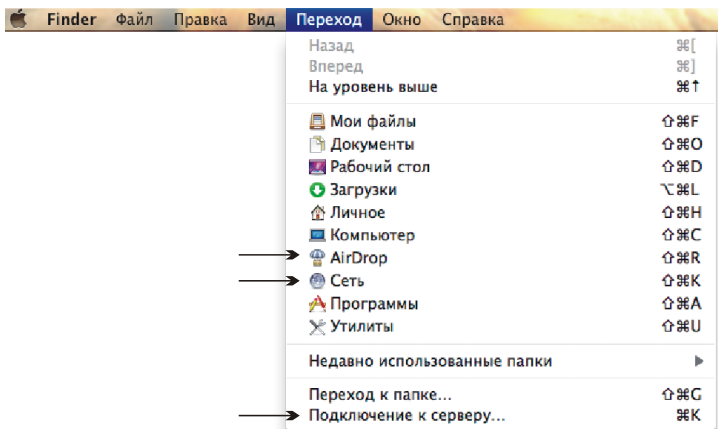 Finder Файл Правка Вид Переход Окно Справка
Назад ⌘[
Вперед ⌘]
На уровень выше ⌘↑
Мои файлы ⇧⌘F
Документы ⇧⌘O
Рабочий стол ⇧⌘D
Загрузки ⌥⌘L
Личное ⇧⌘H
Компьютер ⇧⌘C
AirDrop ⇧⌘R
Сеть ⇧⌘K
Программы ⇧⌘A
Утилиты ⇧⌘U
Недавно использованные папки
Переход к папке... ⇧⌘G
Подключение к серверу... ⌘K